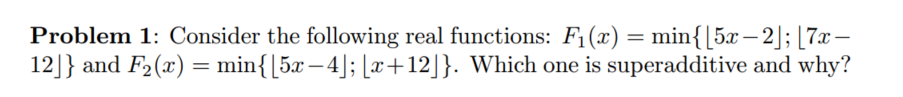 Problem 1: Consider the following real functions: F₁(x) = min{⌊5x−2⌋; ⌊7x−
12⌋} and F₂(x) = min{⌊5x−4⌋; ⌊x+12⌋}. Which one is superadditive and why?